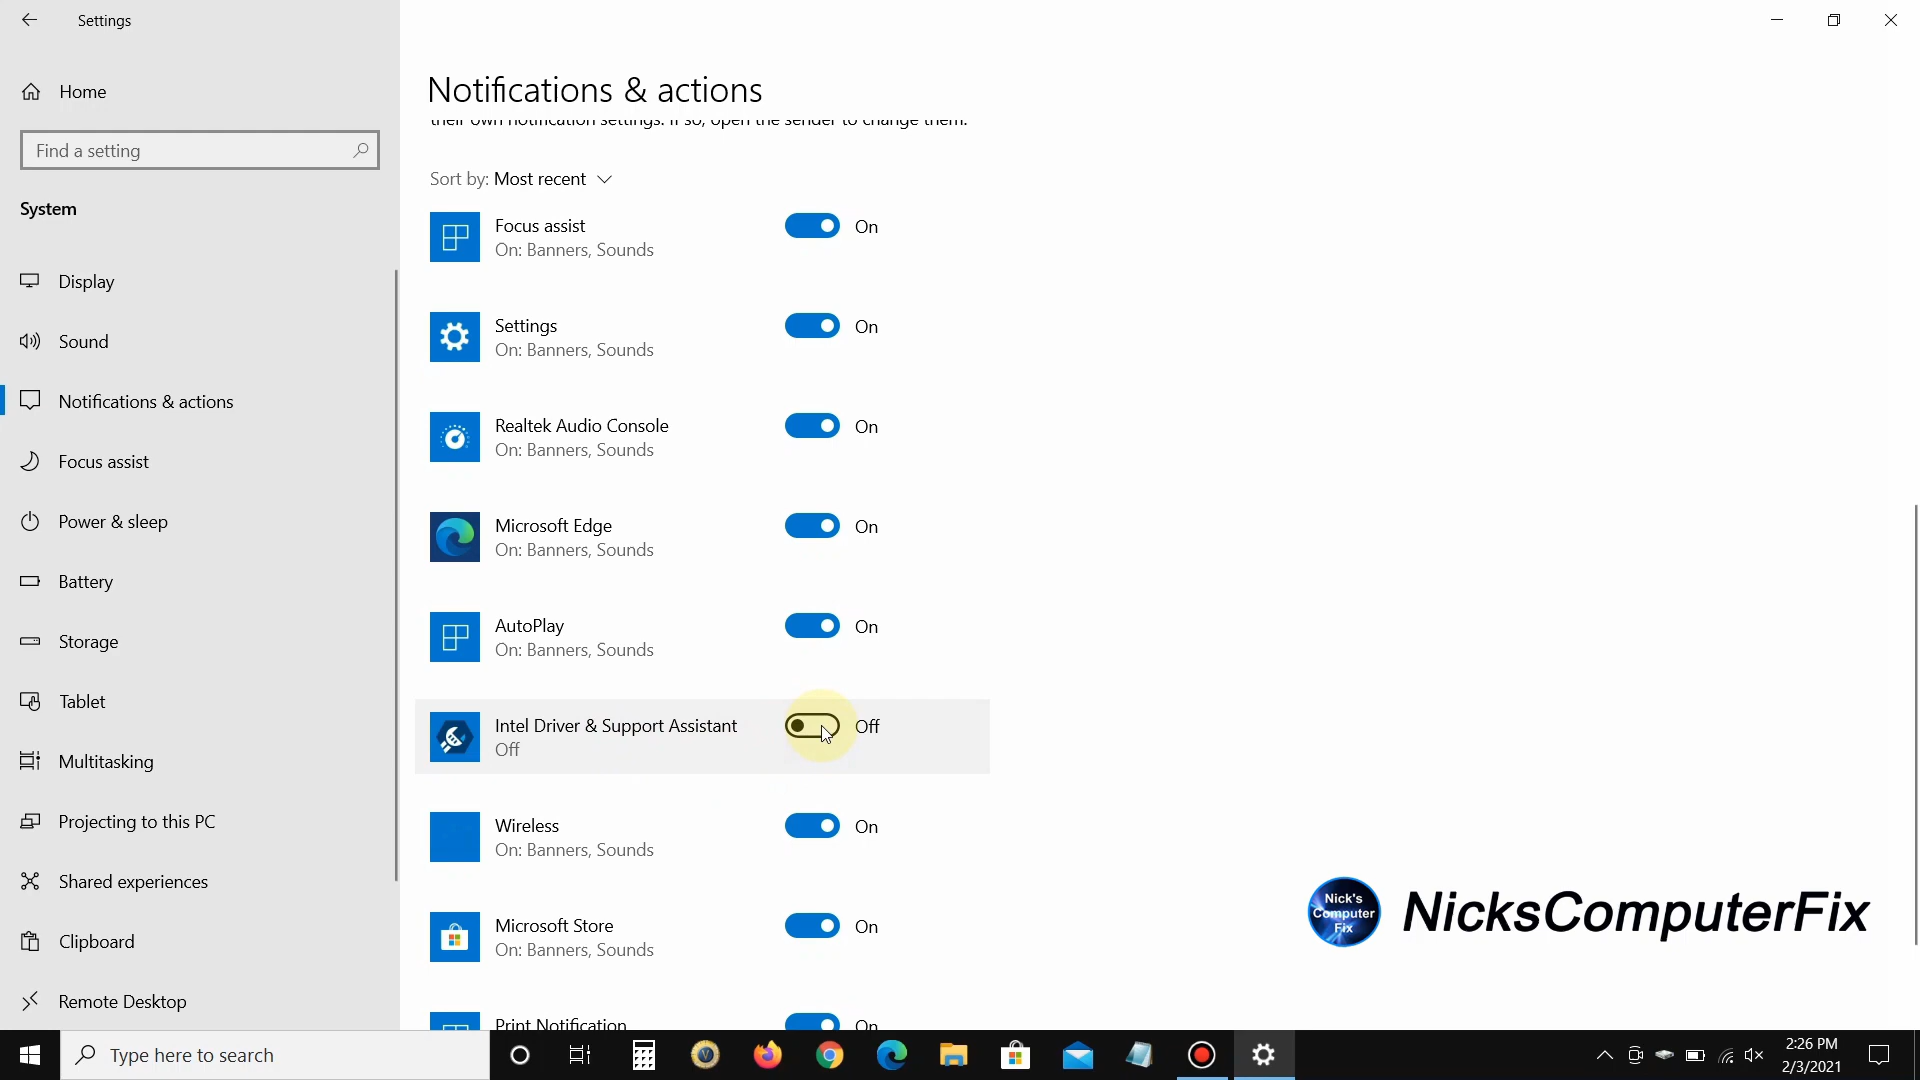 Settings
Home
Find a setting
System
Display
Sound
Notifications & actions
Focus assist
Power & sleep
Battery
Storage
Tablet
Multitasking
Projecting to this PC
Shared experiences
Clipboard
Remote Desktop
Notifications & actions
their own notification settings. If so, open the sender to change them.
Sort by: Most recent
Focus assist
On: Banners, Sounds
On
Settings
On: Banners, Sounds
On
Realtek Audio Console
On: Banners, Sounds
On
Microsoft Edge
On: Banners, Sounds
On
AutoPlay
On: Banners, Sounds
On
Intel Driver & Support Assistant
Off
Off
Wireless
On: Banners, Sounds
On
Microsoft Store
On: Banners, Sounds
On
Print Notification
On
Nick's
Computer
Fix
NicksComputerFix
Type here to search
2:26 PM
2/3/2021